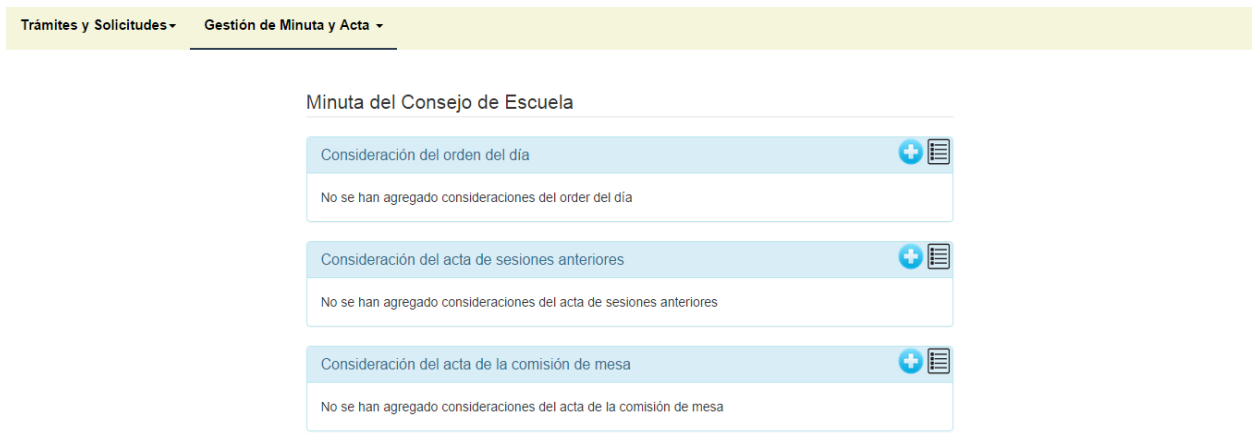 Trámites y Solicitudes Gestión de Minuta y Acta
Minuta del Consejo de Escuela
Consideración del orden del día
No se han agregado consideraciones del order del día
Consideración del acta de sesiones anteriores
No se han agregado consideraciones del acta de sesiones anteriores
Consideración del acta de la comisión de mesa
No se han agregado consideraciones del acta de la comisión de mesa